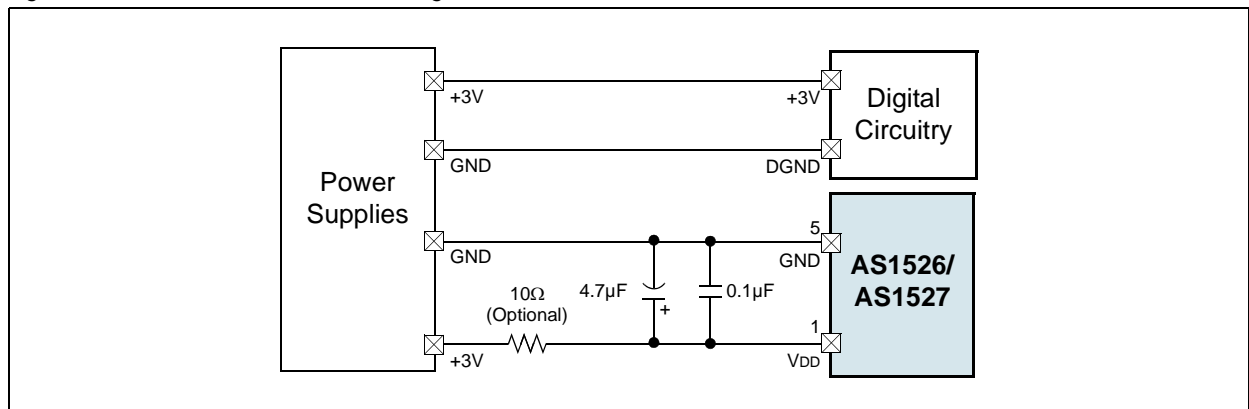 Power
Supplies
+3V
GND
GND
+3V
10Ω
(Optional)
4.7µF
+
0.1µF
+3V
DGND
Digital
Circuitry
5
GND
1
VDD
AS1526/
AS1527